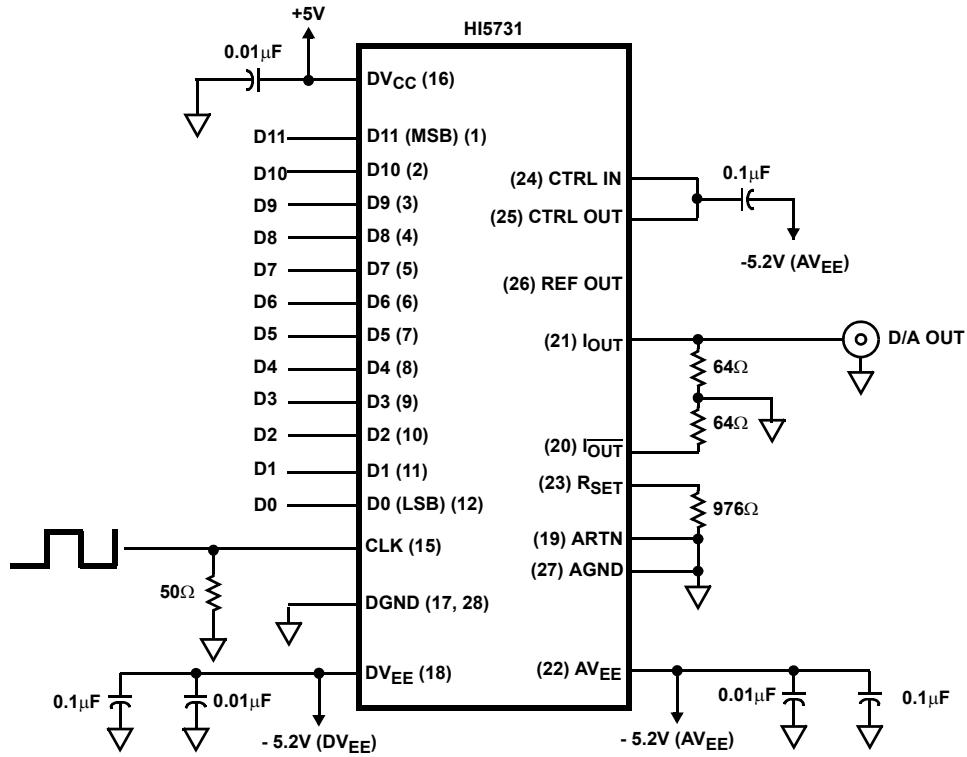 HI5731
+5V
0.01μF
DVCC (16)
D11
D11 (MSB) (1)
D10
D10 (2)
D9
D9 (3)
D8
D8 (4)
D7
D7 (5)
D6
D6 (6)
D5
D5 (7)
D4
D4 (8)
D3
D3 (9)
D2
D2 (10)
D1
D1 (11)
D0
D0 (LSB) (12)
CLK (15)
50Ω
DGND (17, 28)
DVEE (18)
0.1μF
0.01μF
- 5.2V (DVEE)
(24) CTRL IN
0.1μF
(25) CTRL OUT
-5.2V (AVEE)
(26) REF OUT
(21) IOUT
D/A OUT
64Ω
64Ω
(20) I̅O̅U̅T̅
(23) RSET
976Ω
(19) ARTN
(27) AGND
(22) AVEE
0.01μF
0.1μF
- 5.2V (AVEE)